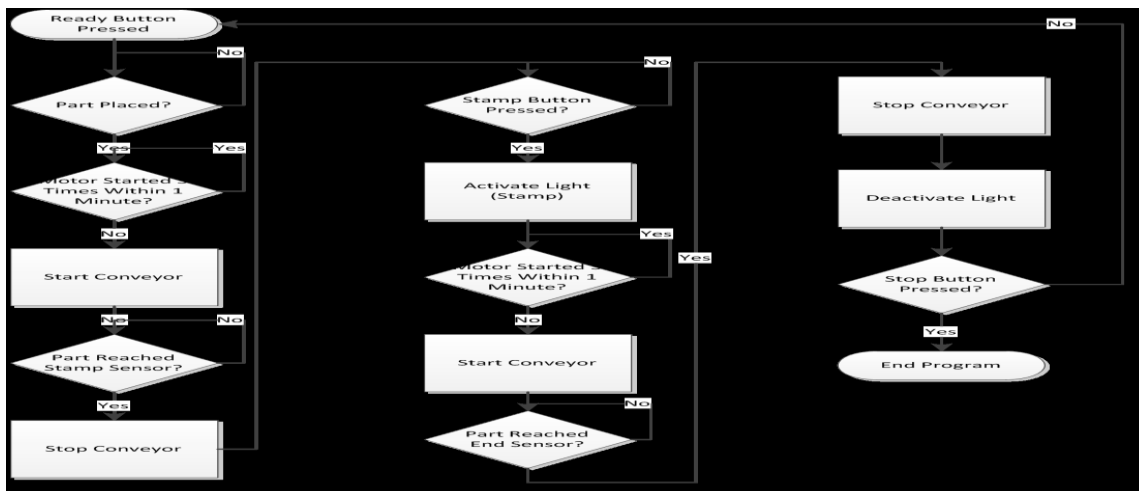 Ready Button
Pressed
No
Part Placed?
Yes
Yes
Motor Started
Times Within 1
Minute?
No
Start Conveyor
No
No
Part Reached
Stamp Sensor?
Yes
Stop Conveyor
No
Stamp Button
Pressed?
Yes
Activate Light
(Stamp)
Yes
Motor Started
Times Within 1
Minute?
No
Start Conveyor
No
Part Reached
End Sensor?
Yes
Stop Conveyor
Deactivate Light
Stop Button
Pressed?
No
Yes
End Program